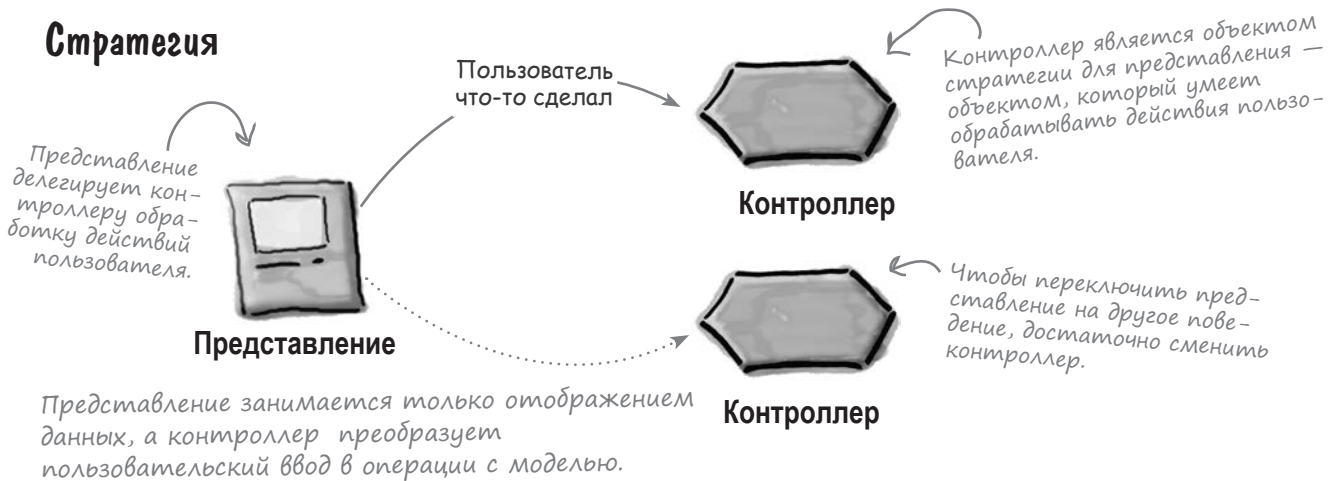 Стратегия
Пользователь
что-то сделал
Контроллер является объектом
стратегии для представления —
объектом, который умеет
обрабатывать действия пользо-
вателя.
Представление
делегирует кон-
троллеру обра-
ботку действий
пользователя.
Контроллер
Представление
Чтобы переключить пред-
ставление на другое пове-
дение, достаточно сменить
контроллер.
Контроллер
Представление занимается только отображением
данных, а контроллер преобразует
пользовательский ввод в операции с моделью.